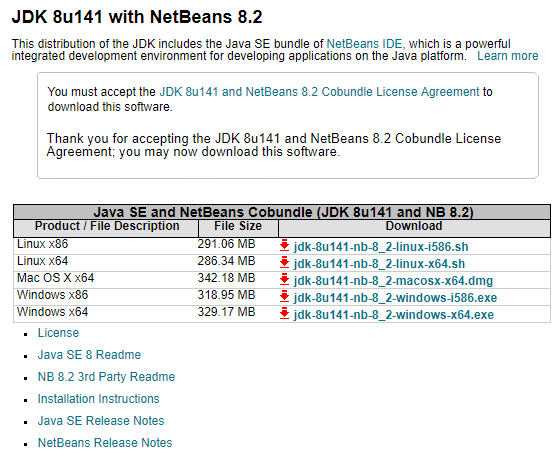 JDK 8u141 with NetBeans 8.2
This distribution of the JDK includes the Java SE bundle of NetBeans IDE, which is a powerful
integrated development environment for developing applications on the Java platform. Learn more
You must accept the JDK 8u141 and NetBeans 8.2 Cobundle License Agreement to
download this software.
Thank you for accepting the JDK 8u141 and NetBeans 8.2 Cobundle License
Agreement; you may now download this software.
Java SE and NetBeans Cobundle (JDK 8u141 and NB 8.2)
Product / File Description File Size Download
Linux x86 291.06 MB jdk-8u141-nb-8_2-linux-i586.sh
Linux x64 286.34 MB jdk-8u141-nb-8_2-linux-x64.sh
Mac OS X x64 342.18 MB jdk-8u141-nb-8_2-macosx-x64.dmg
Windows x86 318.95 MB jdk-8u141-nb-8_2-windows-i586.exe
Windows x64 329.17 MB jdk-8u141-nb-8_2-windows-x64.exe
License
Java SE 8 Readme
NB 8.2 3rd Party Readme
Installation Instructions
Java SE Release Notes
NetBeans Release Notes